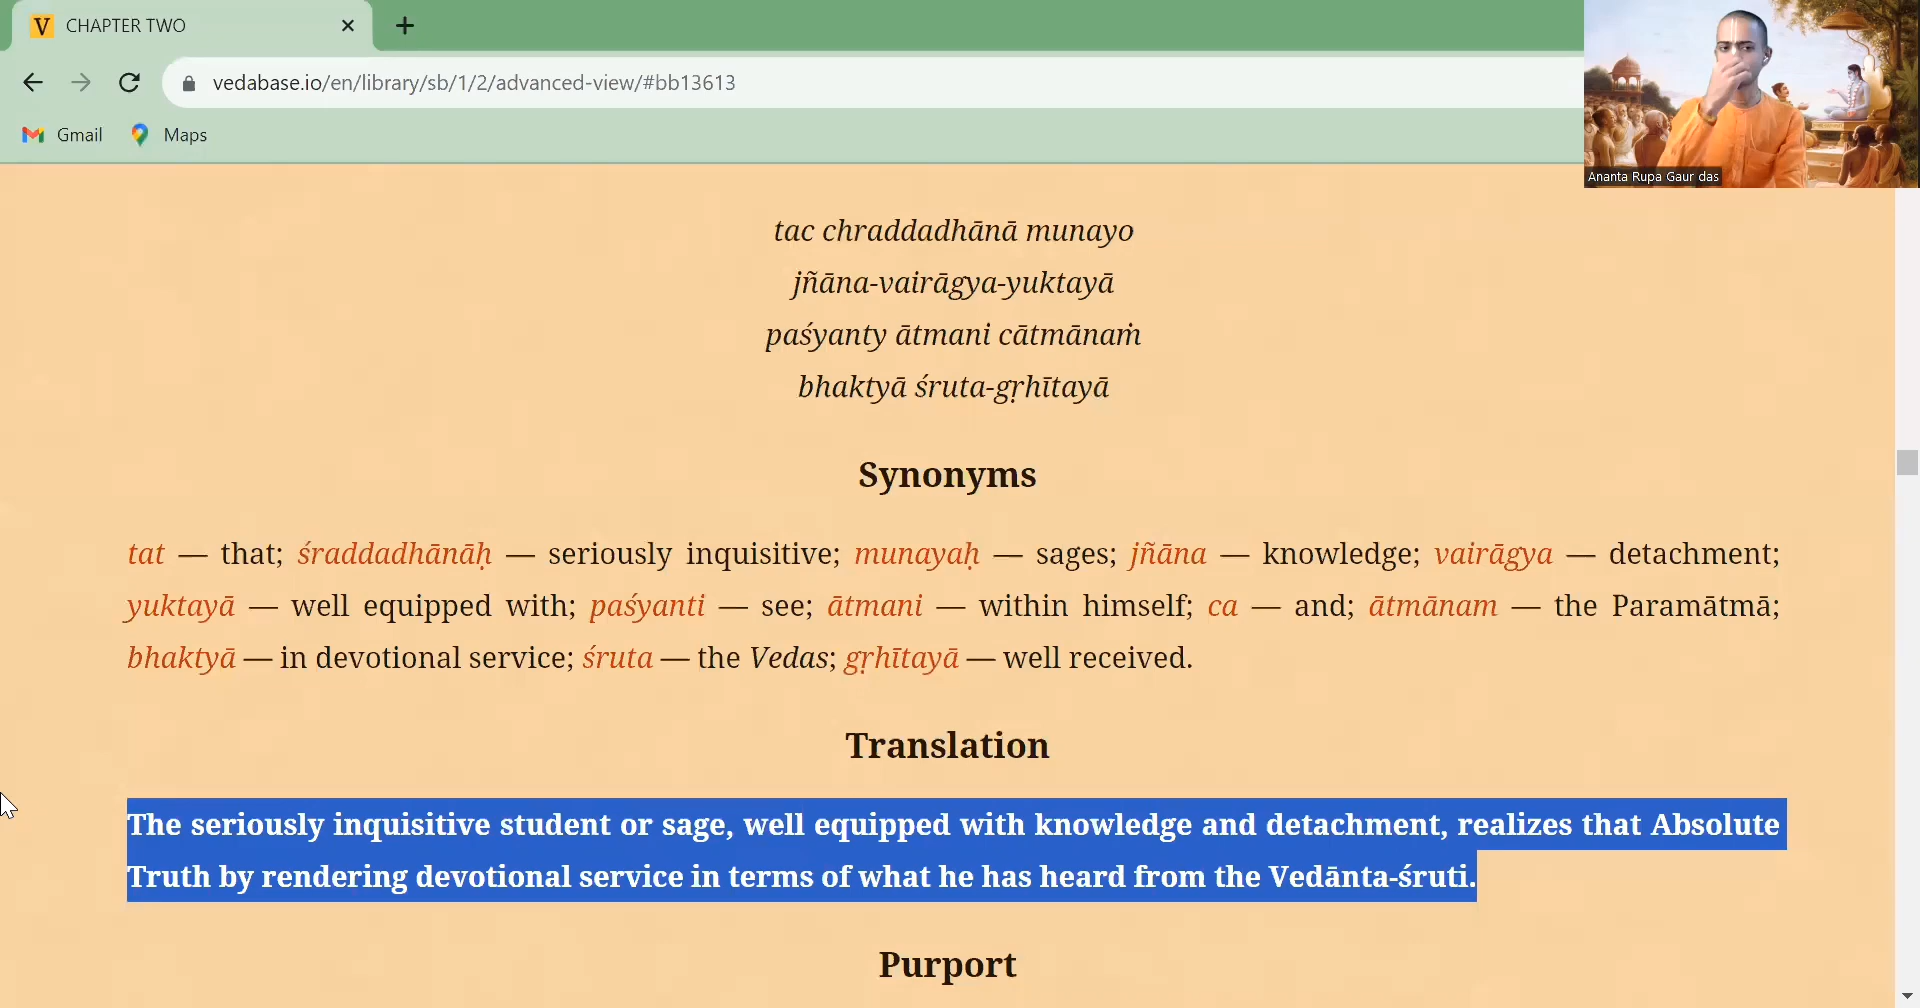 CHAPTER TWO
vedabase.io/en/library/sb/1/2/advanced-view/#bb13613
Gmail Maps
Ananta Rupa Gaur das
tac chraddadhānā munayo
jñāna-vairāgya-yuktayā
paśyanty ātmani cātmānaṁ
bhaktyā śruta-gṛhītayā
Synonyms
tat — that; śraddadhānāḥ — seriously inquisitive; munayaḥ — sages; jñāna — knowledge; vairāgya — detachment;
yuktayā — well equipped with; paśyanti — see; ātmani — within himself; ca — and; ātmānam — the Paramātmā;
bhaktyā — in devotional service; śruta — the Vedas; gṛhītayā — well received.
Translation
The seriously inquisitive student or sage, well equipped with knowledge and detachment, realizes that Absolute
Truth by rendering devotional service in terms of what he has heard from the Vedānta-śruti.
Purport